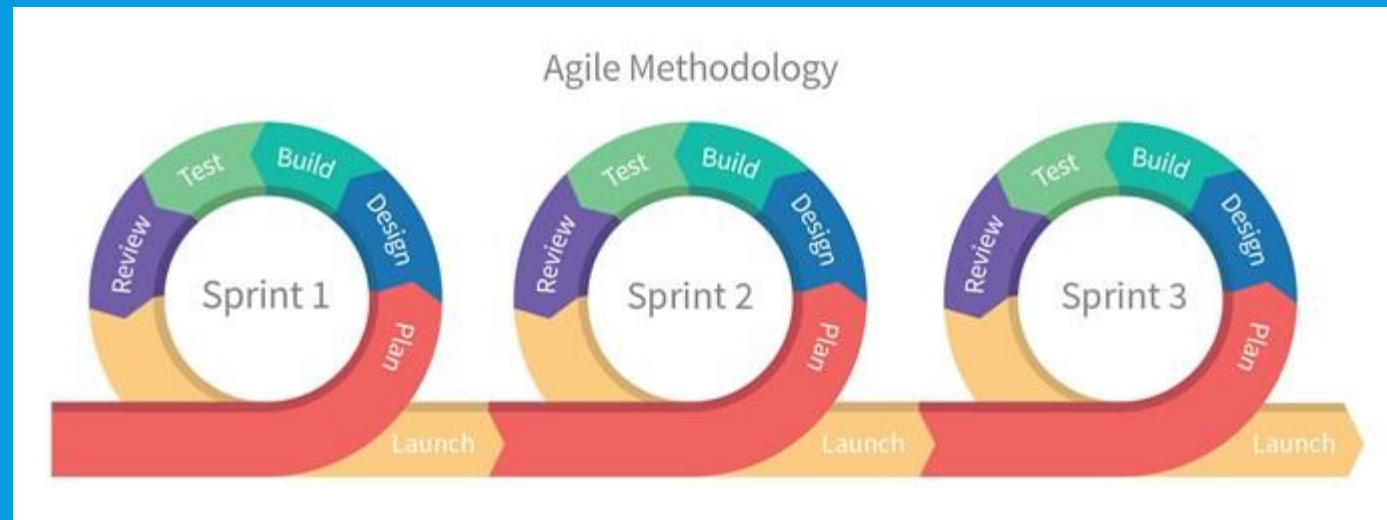 Agile Methodology
Sprint 1
Plan
Design
Build
Test
Review
Launch
Sprint 2
Plan
Design
Build
Test
Review
Launch
Sprint 3
Plan
Design
Build
Test
Review
Launch